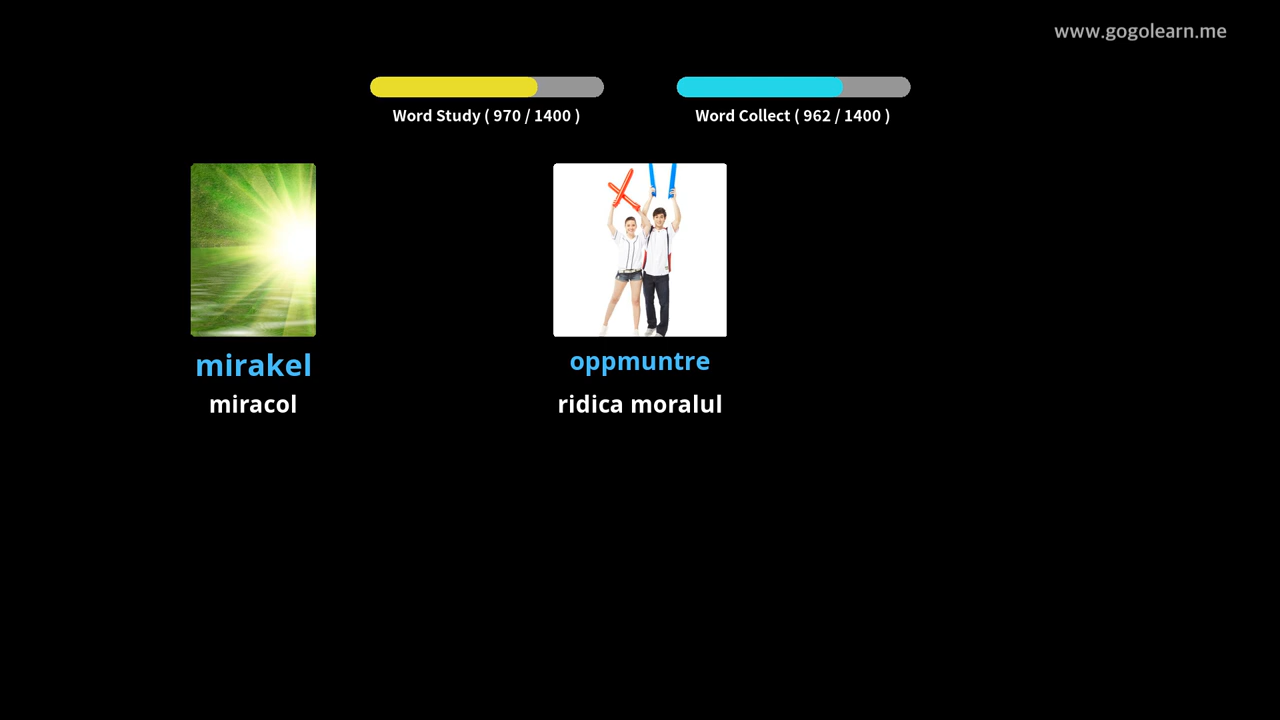 www.gogolearn.me
Word Study ( 970 / 1400 )
Word Collect ( 962 / 1400 )
mirakel
miracol
oppmuntre
ridica moralul